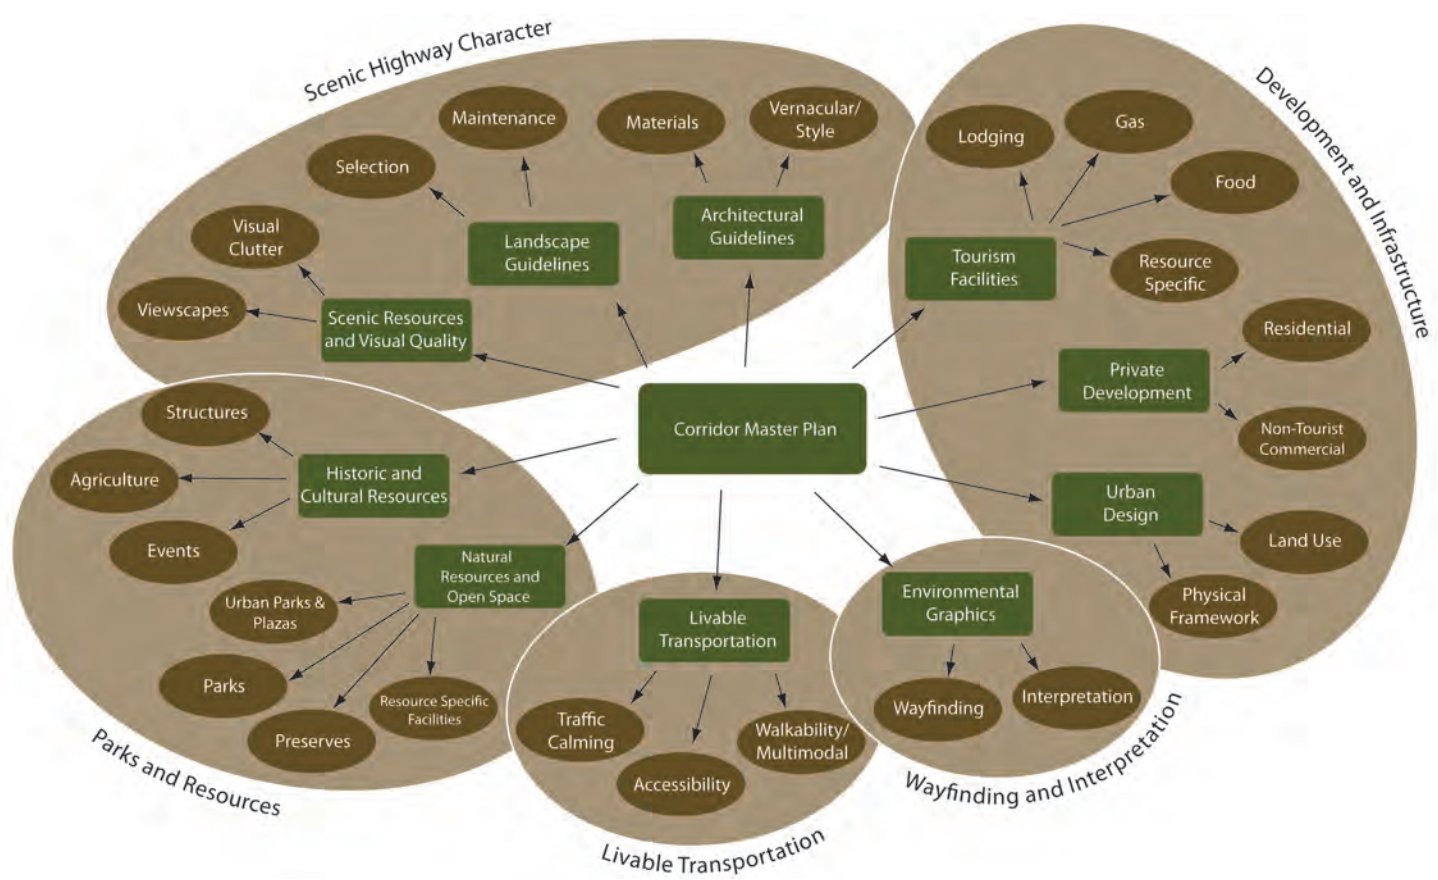 Scenic Highway Character
Maintenance
Materials
Vernacular/
Style
Selection
Visual
Clutter
Viewscapes
Landscape
Guidelines
Architectural
Guidelines
Scenic Resources
and Visual Quality
Development and Infrastructure
Lodging
Gas
Food
Resource
Specific
Tourism
Facilities
Residential
Private
Development
Non-Tourist
Commercial
Urban
Design
Land Use
Physical
Framework
Corridor Master Plan
Structures
Agriculture
Events
Historic and
Cultural Resources
Natural
Resources and
Open Space
Urban Parks &
Plazas
Parks
Preserves
Resource Specific
Facilities
Parks and Resources
Livable
Transportation
Traffic
Calming
Accessibility
Walkability/
Multimodal
Livable Transportation
Environmental
Graphics
Wayfinding
Interpretation
Wayfinding and Interpretation